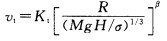 v₁ = K₁ [ R / (MgH/σ)^{1/3} ]^β